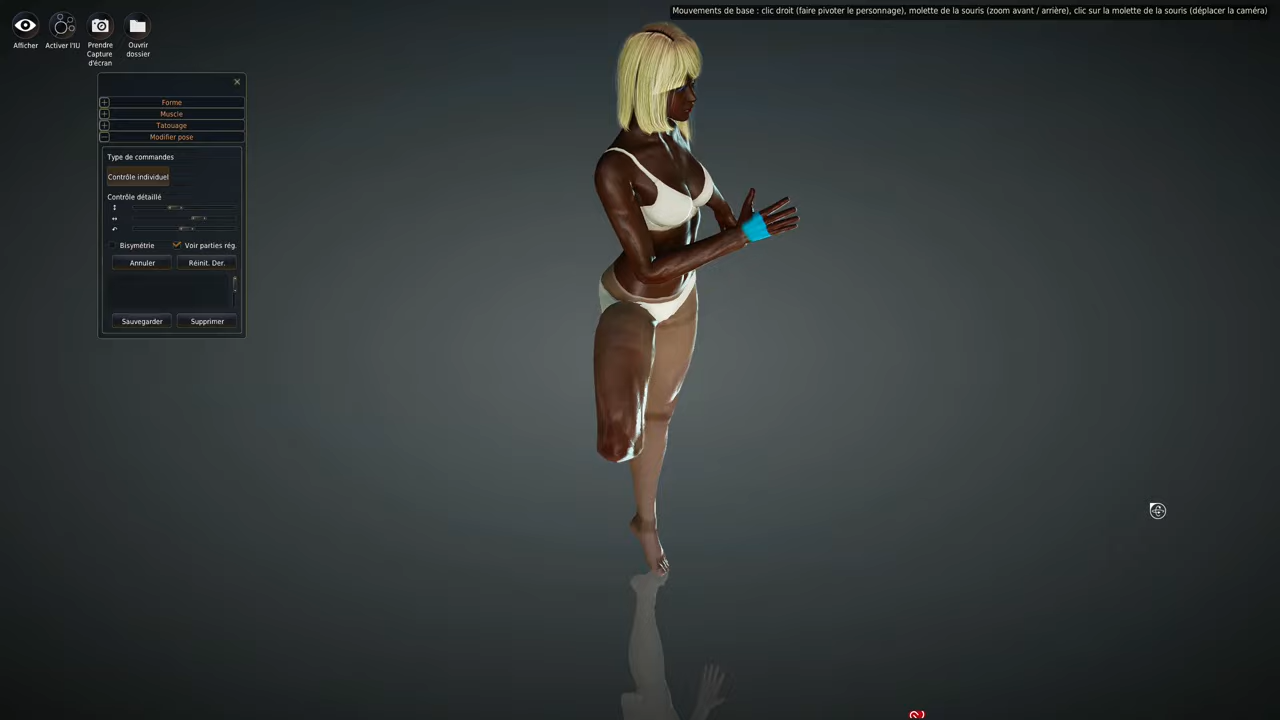 Mouvements de base : clic droit (faire pivoter le personnage), molette de la souris (zoom avant / arrière), clic sur la molette de la souris (déplacer la caméra)
Afficher
Activer l'IU
Prendre
Capture
d'écran
Ouvrir
dossier
Forme
Muscle
Tatouage
Modifier pose
Type de commandes
Contrôle individuel
Contrôle détaillé
Bisymétrie
Voir parties rég.
Annuler
Réinit. Der.
Sauvegarder
Supprimer